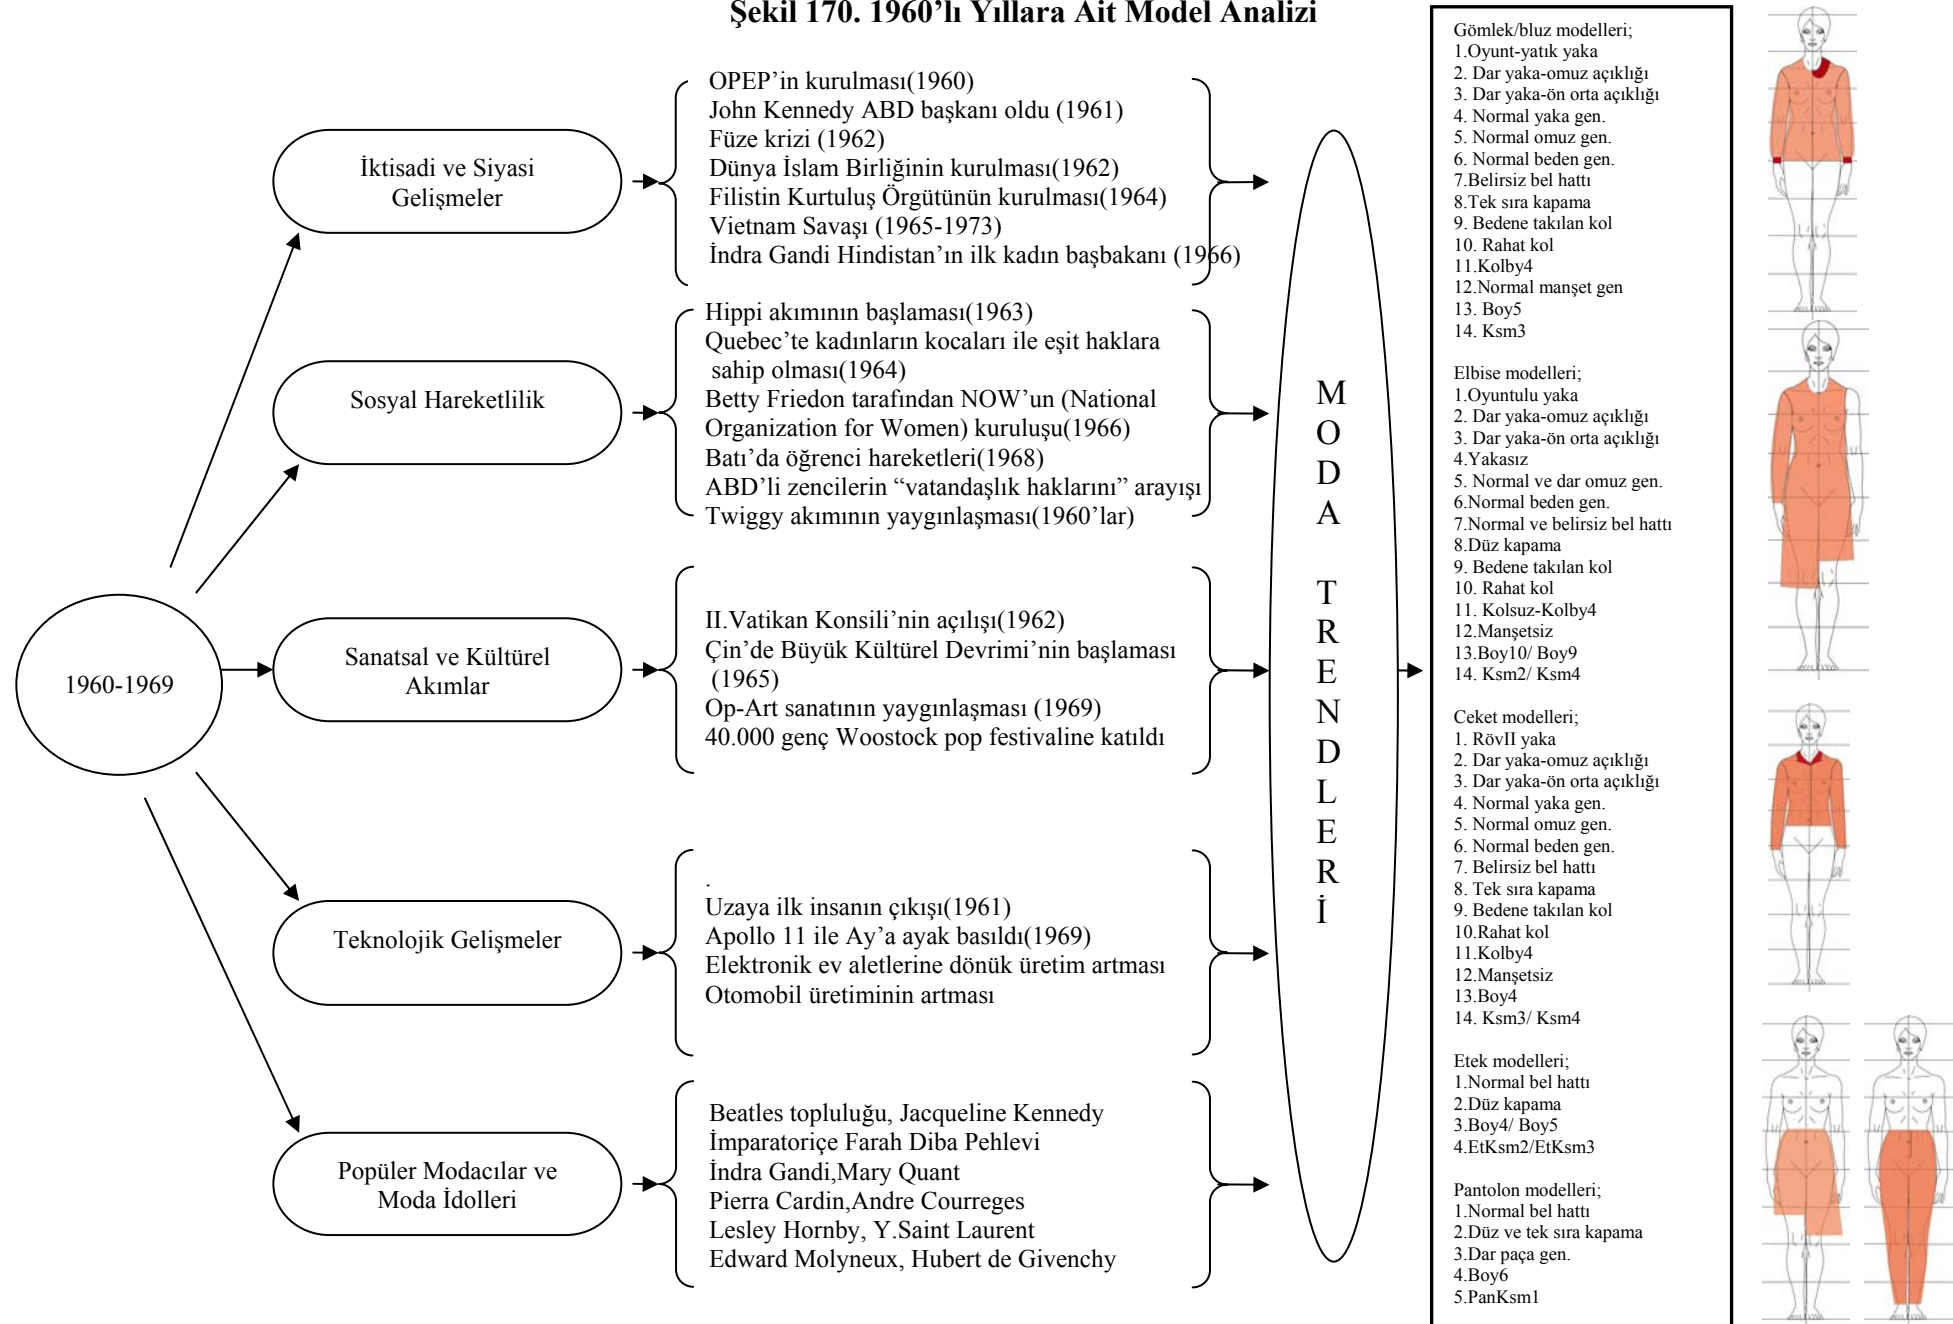 Şekil 170. 1960’lı Yıllara Ait Model Analizi
1960-1969
İktisadi ve Siyasi
Gelişmeler
OPEP’in kurulması(1960)
John Kennedy ABD başkanı oldu (1961)
Füze krizi (1962)
Dünya İslam Birliğinin kurulması(1962)
Filistin Kurtuluş Örgütünün kurulması(1964)
Vietnam Savaşı (1965-1973)
İndra Gandi Hindistan’ın ilk kadın başbakanı (1966)
Sosyal Hareketlilik
Hippi akımının başlaması(1963)
Quebec’te kadınların kocaları ile eşit haklara
sahip olması(1964)
Betty Friedon tarafından NOW’un (National
Organization for Women) kuruluşu(1966)
Batı’da öğrenci hareketleri(1968)
ABD’li zencilerin “vatandaşlık haklarını” arayışı
Twiggy akımının yaygınlaşması(1960’lar)
Sanatsal ve Kültürel
Akımlar
II.Vatikan Konsili’nin açılışı(1962)
Çin’de Büyük Kültürel Devrimi’nin başlaması
(1965)
Op-Art sanatının yaygınlaşması (1969)
40.000 genç Woostock pop festivaline katıldı
Teknolojik Gelişmeler
.
Uzaya ilk insanın çıkışı(1961)
Apollo 11 ile Ay’a ayak basıldı(1969)
Elektronik ev aletlerine dönük üretim artması
Otomobil üretiminin artması
Popüler Modacılar ve
Moda İdolleri
Beatles topluluğu, Jacqueline Kennedy
İmparatoriçe Farah Diba Pehlevi
İndra Gandi,Mary Quant
Pierra Cardin,Andre Courreges
Lesley Hornby, Y.Saint Laurent
Edward Molyneux, Hubert de Givenchy
M
O
D
A
T
R
E
N
D
L
E
R
İ
Gömlek/bluz modelleri;
1.Oyunt-yatık yaka
2. Dar yaka-omuz açıklığı
3. Dar yaka-ön orta açıklığı
4. Normal yaka gen.
5. Normal omuz gen.
6. Normal beden gen.
7.Belirsiz bel hattı
8.Tek sıra kapama
9. Bedene takılan kol
10. Rahat kol
11.Kolby4
12.Normal manşet gen
13. Boy5
14. Ksm3
Elbise modelleri;
1.Oyuntulu yaka
2. Dar yaka-omuz açıklığı
3. Dar yaka-ön orta açıklığı
4.Yakasız
5. Normal ve dar omuz gen.
6.Normal beden gen.
7.Normal ve belirsiz bel hattı
8.Düz kapama
9. Bedene takılan kol
10. Rahat kol
11. Kolsuz-Kolby4
12.Manşetsiz
13.Boy10/ Boy9
14. Ksm2/ Ksm4
Ceket modelleri;
1. RövII yaka
2. Dar yaka-omuz açıklığı
3. Dar yaka-ön orta açıklığı
4. Normal yaka gen.
5. Normal omuz gen.
6. Normal beden gen.
7. Belirsiz bel hattı
8. Tek sıra kapama
9. Bedene takılan kol
10.Rahat kol
11.Kolby4
12.Manşetsiz
13.Boy4
14. Ksm3/ Ksm4
Etek modelleri;
1.Normal bel hattı
2.Düz kapama
3.Boy4/ Boy5
4.EtKsm2/EtKsm3
Pantolon modelleri;
1.Normal bel hattı
2.Düz ve tek sıra kapama
3.Dar paça gen.
4.Boy6
5.PanKsm1